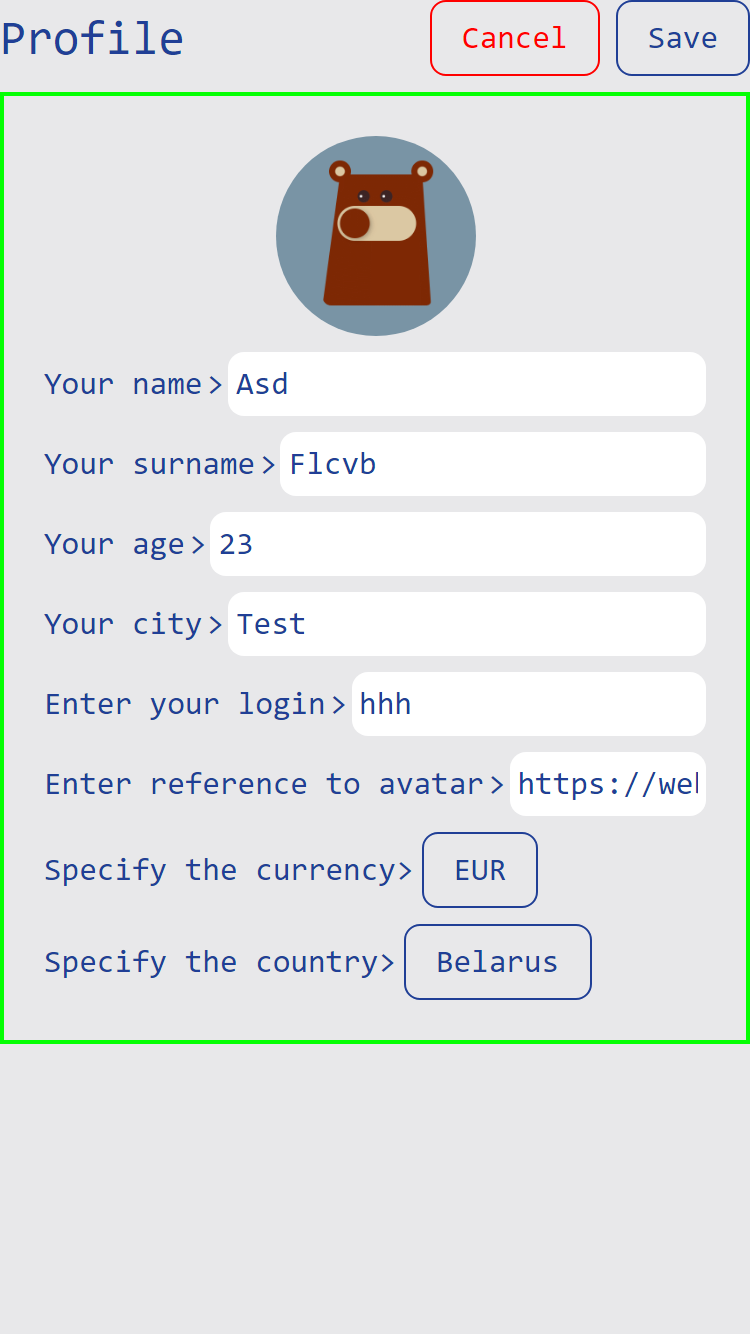 Profile Cancel Save
Your name> Asd
Your surname> Flcvb
Your age> 23
Your city> Test
Enter your login> hhh
Enter reference to avatar> https://we
Specify the currency> EUR
Specify the country> Belarus